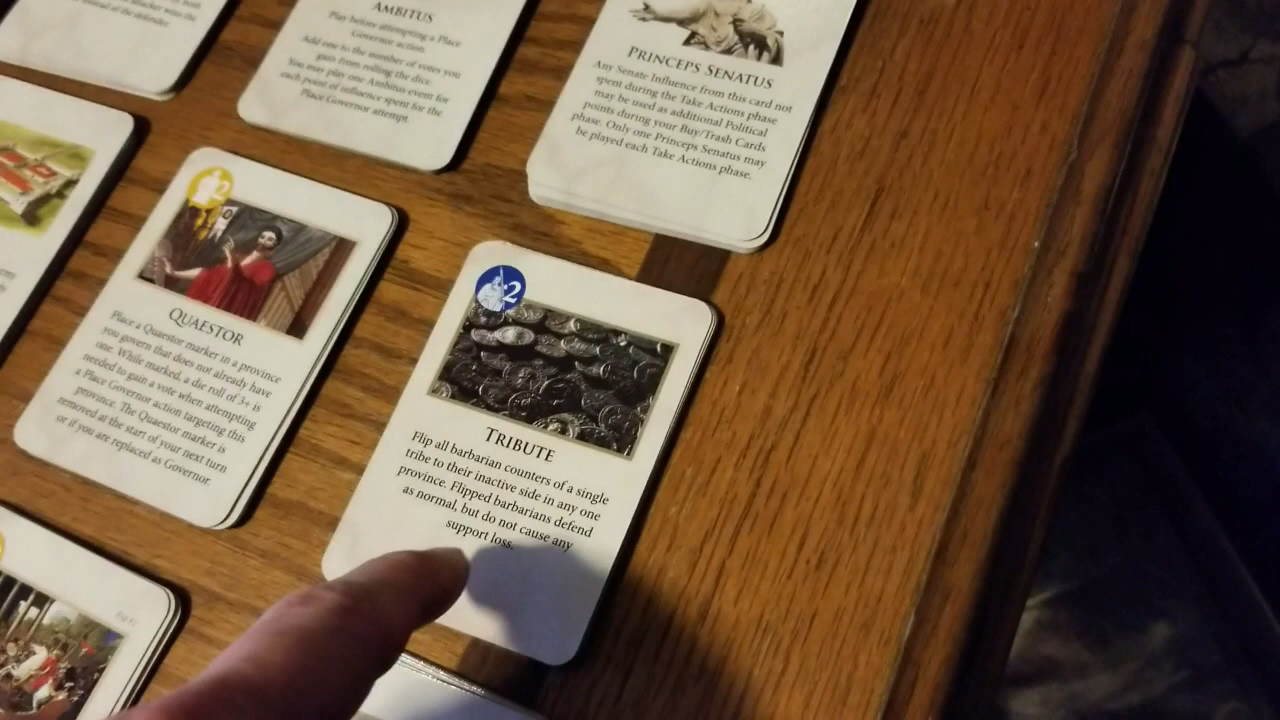 instead of the defender.
AMBITUS
Play before attempting a Place
Governor action.
Add one to the number of votes you
gain from rolling the dice.
You may play one Ambitus event for
each point of influence spent for the
Place Governor attempt.
PRINCEPS SENATUS
Any Senate Influence from this card not
spent during the Take Actions phase
may be used as additional Political
points during your Buy/Trash Cards
phase. Only one Princeps Senatus may
be played each Take Actions phase.
2
QUAESTOR
Place a Quaestor marker in a province
you govern that does not already have
one. While marked, a die roll of 3+ is
needed to gain a vote when attempting
a Place Governor action targeting this
province. The Quaestor marker is
removed at the start of your next turn
or if you are replaced as Governor.
2
TRIBUTE
Flip all barbarian counters of a single
tribe to their inactive side in any one
province. Flipped barbarians defend
as normal, but do not cause any
support loss.